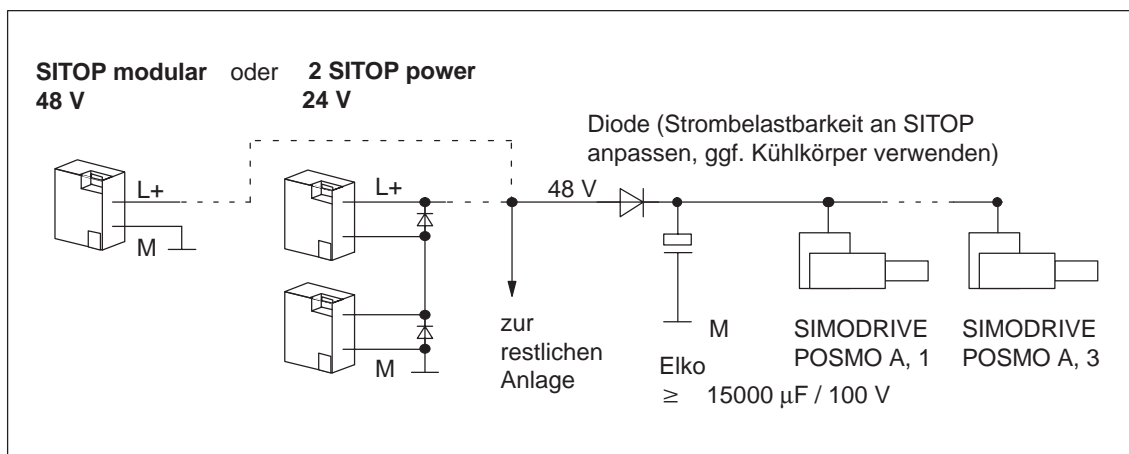 SITOP modular oder 2 SITOP power
48 V 24 V
Diode (Strombelastbarkeit an SITOP
anpassen, ggf. Kühlkörper verwenden)
L+
M
L+
M
48 V
zur
restlichen
Anlage
M
Elko
≥ 15000 μF / 100 V
SIMODRIVE
POSMO A, 1
SIMODRIVE
POSMO A, 3